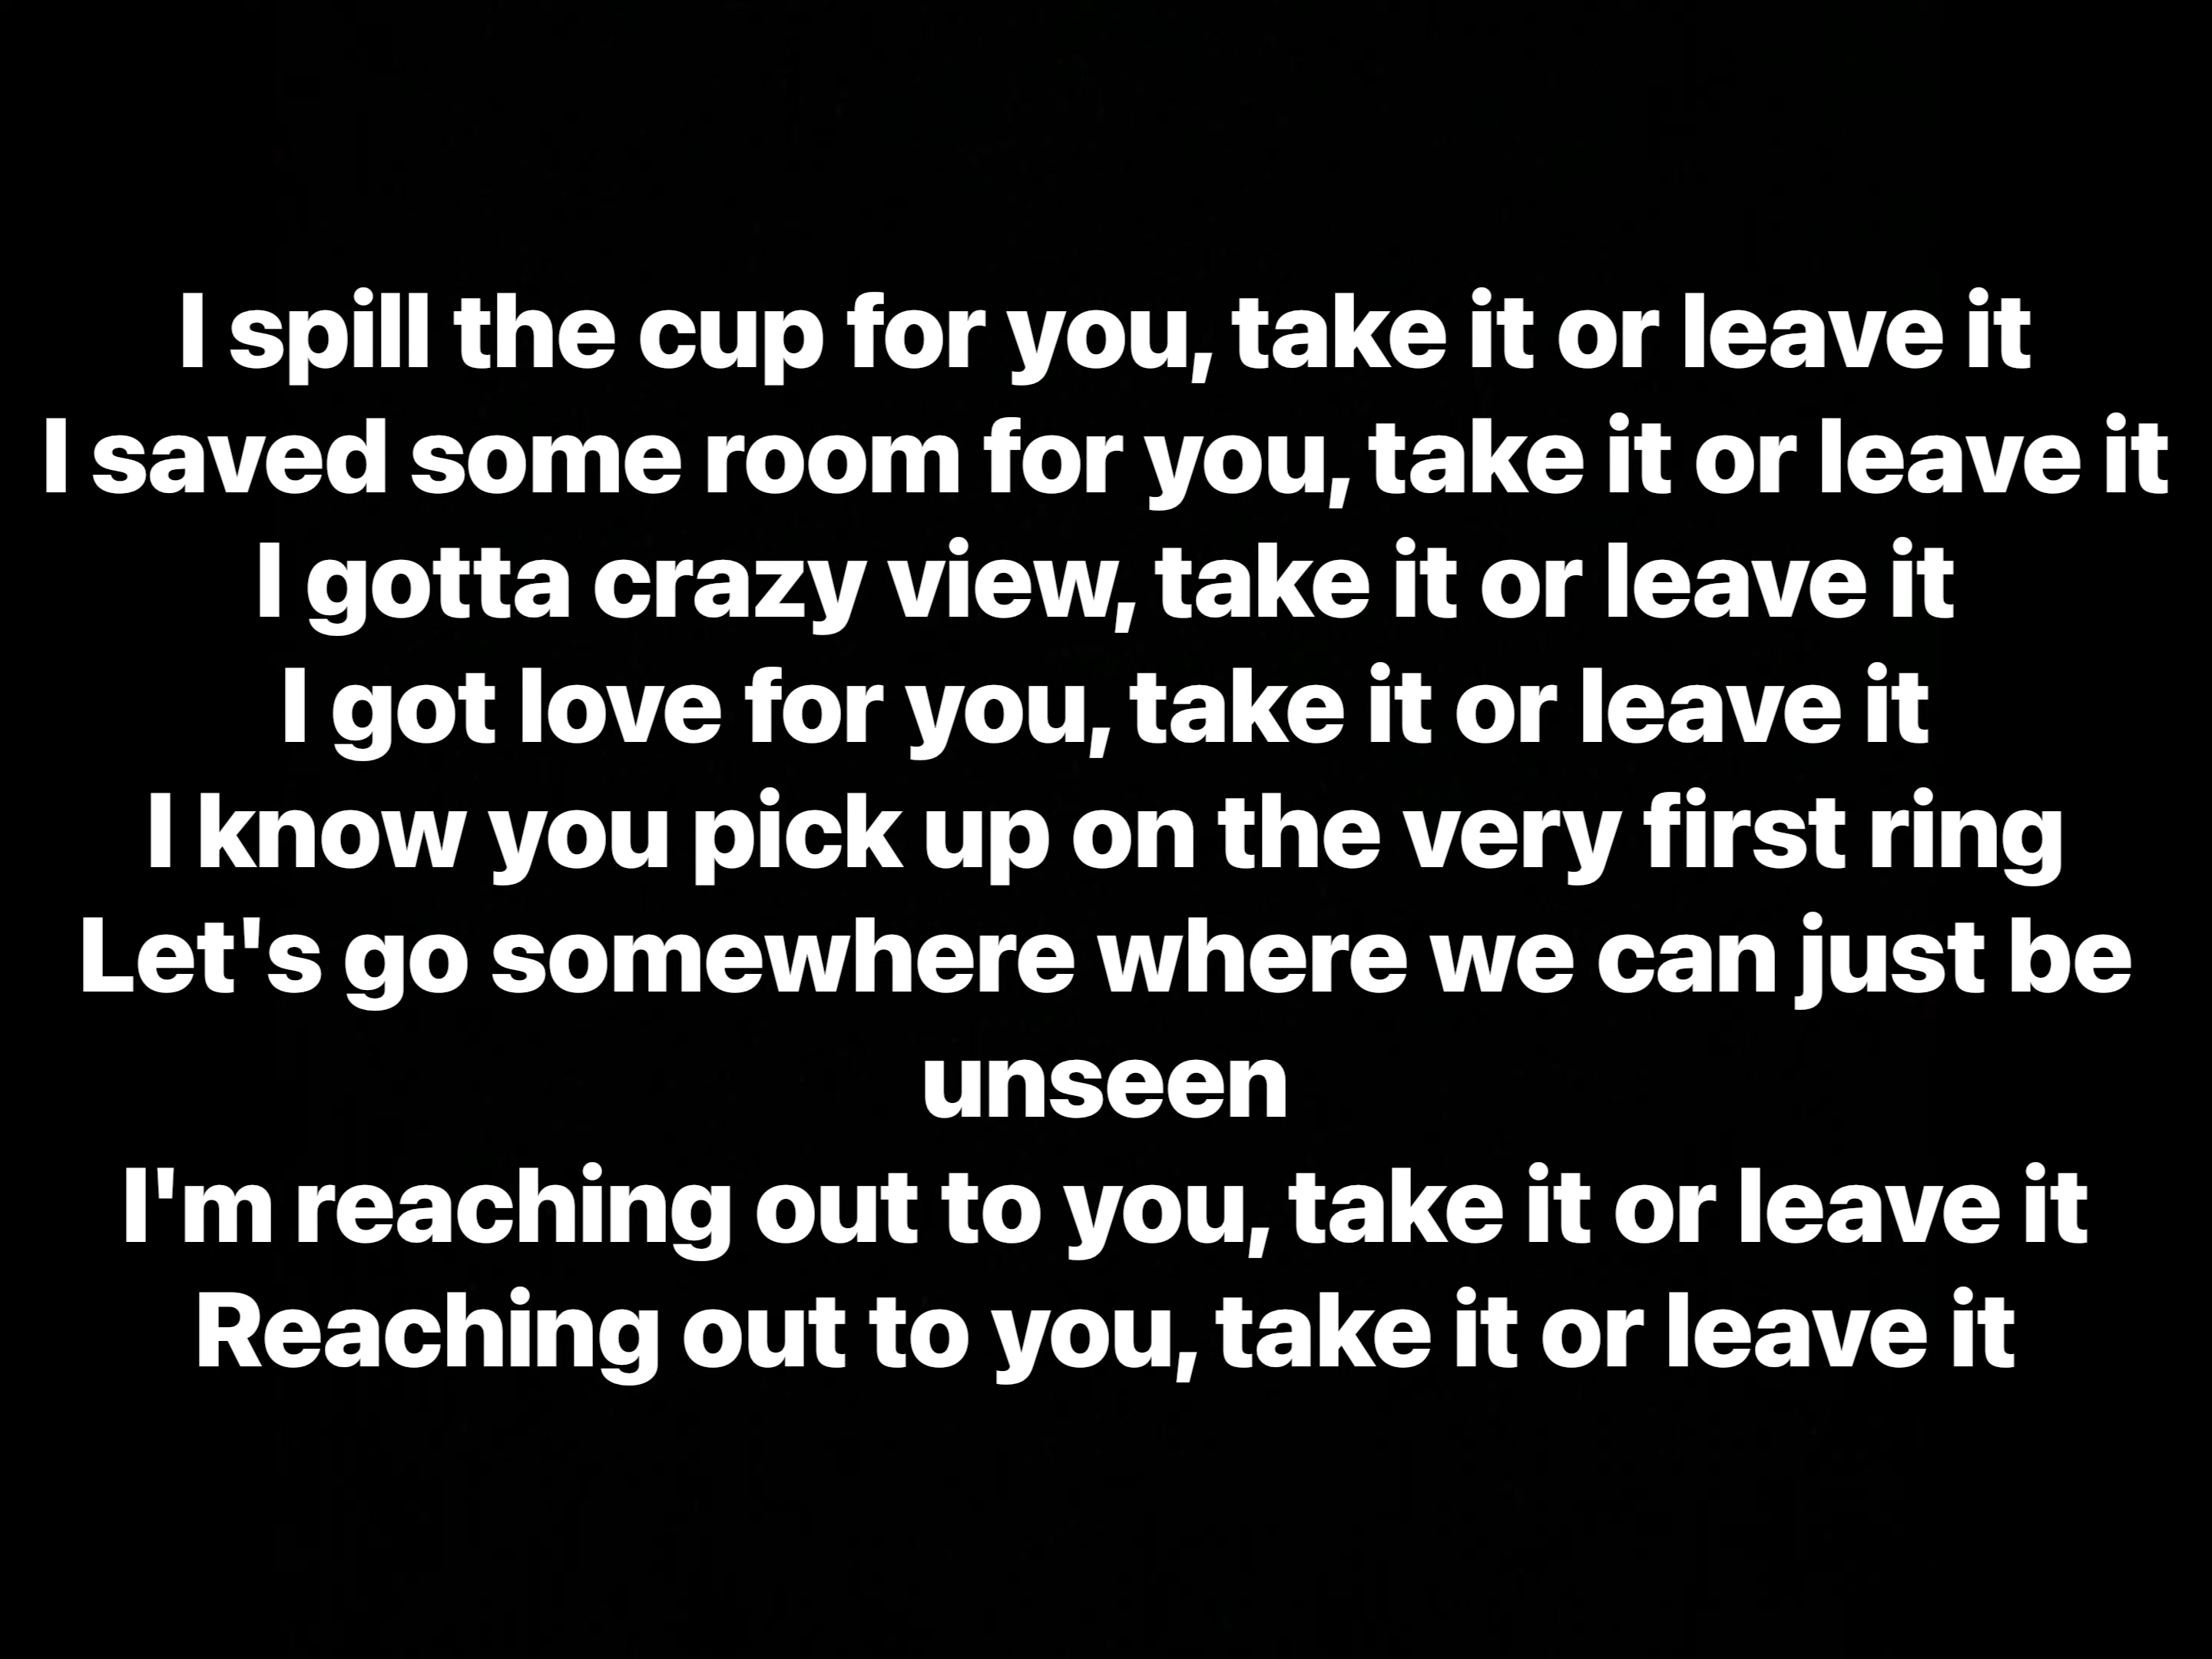 I spill the cup for you, take it or leave it
I saved some room for you, take it or leave it
I gotta crazy view, take it or leave it
I got love for you, take it or leave it
I know you pick up on the very first ring
Let's go somewhere where we can just be
unseen
I'm reaching out to you, take it or leave it
Reaching out to you, take it or leave it